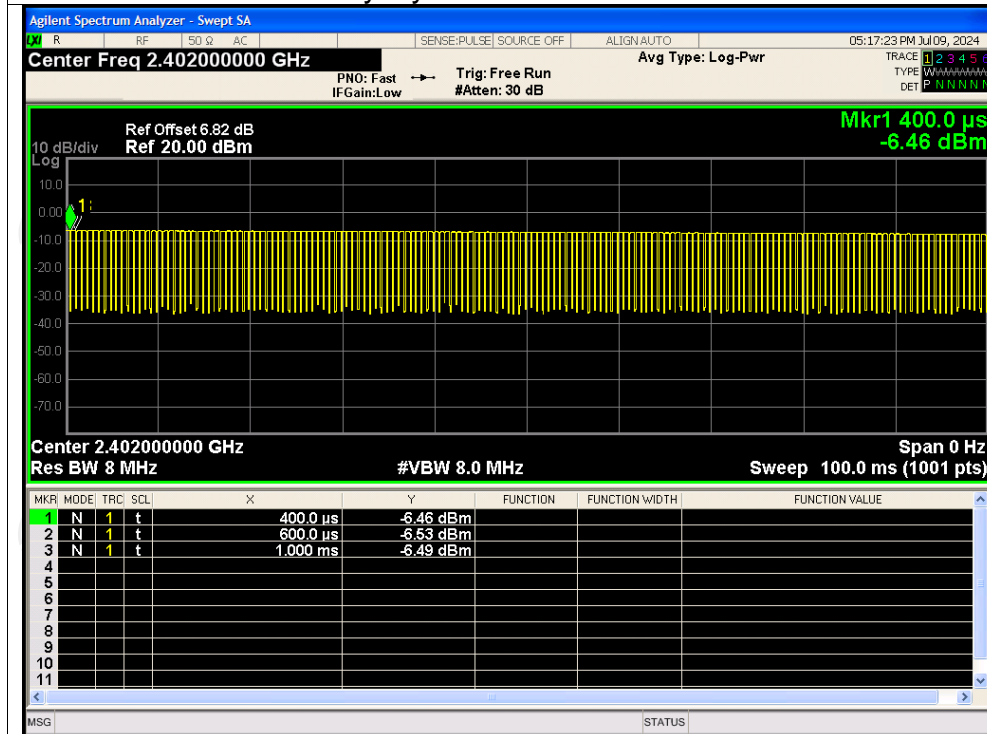 Agilent Spectrum Analyzer - Swept SA
LXI R RF 50 Ω AC SENSE:PULSE SOURCE OFF ALIGN AUTO 05:17:23 PM Jul 09, 2024
Center Freq 2.402000000 GHz
PNO: Fast
IFGain:Low
Trig: Free Run
#Atten: 30 dB
Avg Type: Log-Pwr
TRACE 1 2 3 4 5 6
TYPE W
DET P N N N N N
Mkr1 400.0 µs
-6.46 dBm
Ref Offset 6.82 dB
10 dB/div Ref 20.00 dBm
Log
10.0
0.00
-10.0
-20.0
-30.0
-40.0
-50.0
-60.0
-70.0
1
Center 2.402000000 GHz Span 0 Hz
Res BW 8 MHz #VBW 8.0 MHz Sweep 100.0 ms (1001 pts)
MKR MODE TRC SCL X Y FUNCTION FUNCTION WIDTH FUNCTION VALUE
1 N 1 t 400.0 µs -6.46 dBm
2 N 1 t 600.0 µs -6.53 dBm
3 N 1 t 1.000 ms -6.49 dBm
4
5
6
7
8
9
10
11
MSG STATUS